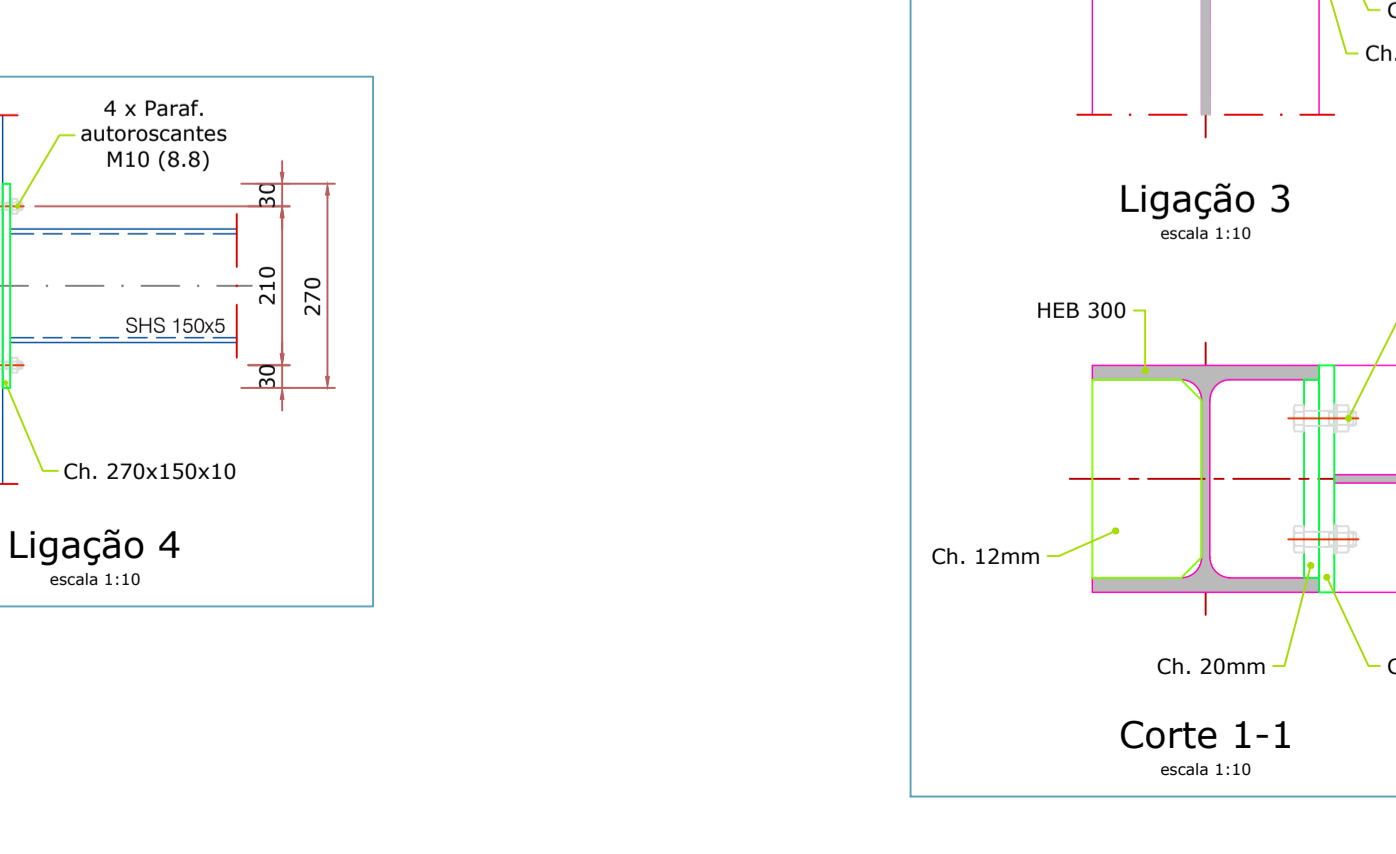 4 x Paraf.
autoroscantes
M10 (8.8)
30
210
270
30
SHS 150x5
Ch. 270x150x10
Ligação 4
escala 1:10
Ch.
Ligação 3
escala 1:10
HEB 300
Ch. 12mm
Ch. 20mm
Corte 1-1
escala 1:10